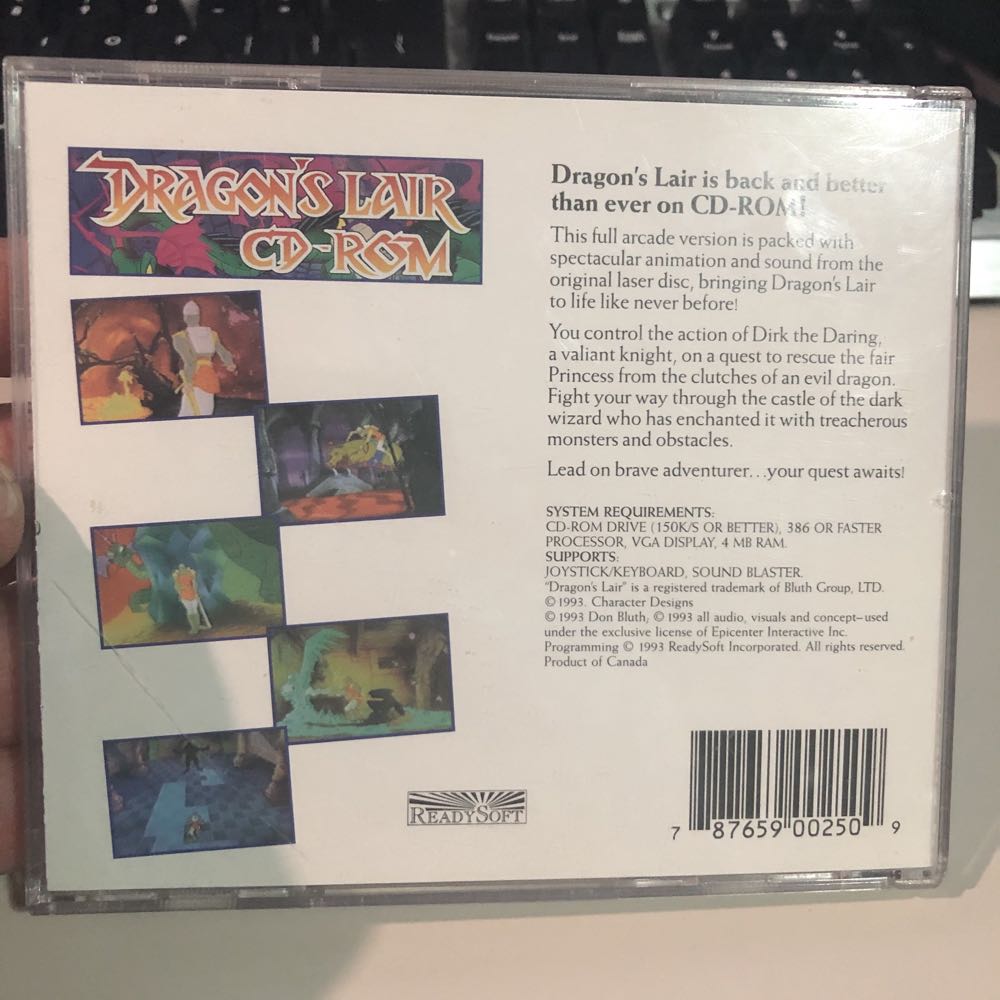 DRAGON'S LAIR
CD-ROM
Dragon's Lair is back and better
than ever on CD-ROM!
This full arcade version is packed with
spectacular animation and sound from the
original laser disc, bringing Dragon's Lair
to life like never before!
You control the action of Dirk the Daring,
a valiant knight, on a quest to rescue the fair
Princess from the clutches of an evil dragon.
Fight your way through the castle of the dark
wizard who has enchanted it with treacherous
monsters and obstacles.
Lead on brave adventurer...your quest awaits!
SYSTEM REQUIREMENTS:
CD-ROM DRIVE (150K/S OR BETTER), 386 OR FASTER
PROCESSOR, VGA DISPLAY, 4 MB RAM.
SUPPORTS:
JOYSTICK/KEYBOARD, SOUND BLASTER.
"Dragon's Lair" is a registered trademark of Bluth Group, LTD.
© 1993. Character Designs
© 1993 Don Bluth, © 1993 all audio, visuals and concept–used
under the exclusive license of Epicenter Interactive Inc.
Programming © 1993 ReadySoft Incorporated. All rights reserved.
Product of Canada
READYSOFT
7 87659 00250 9